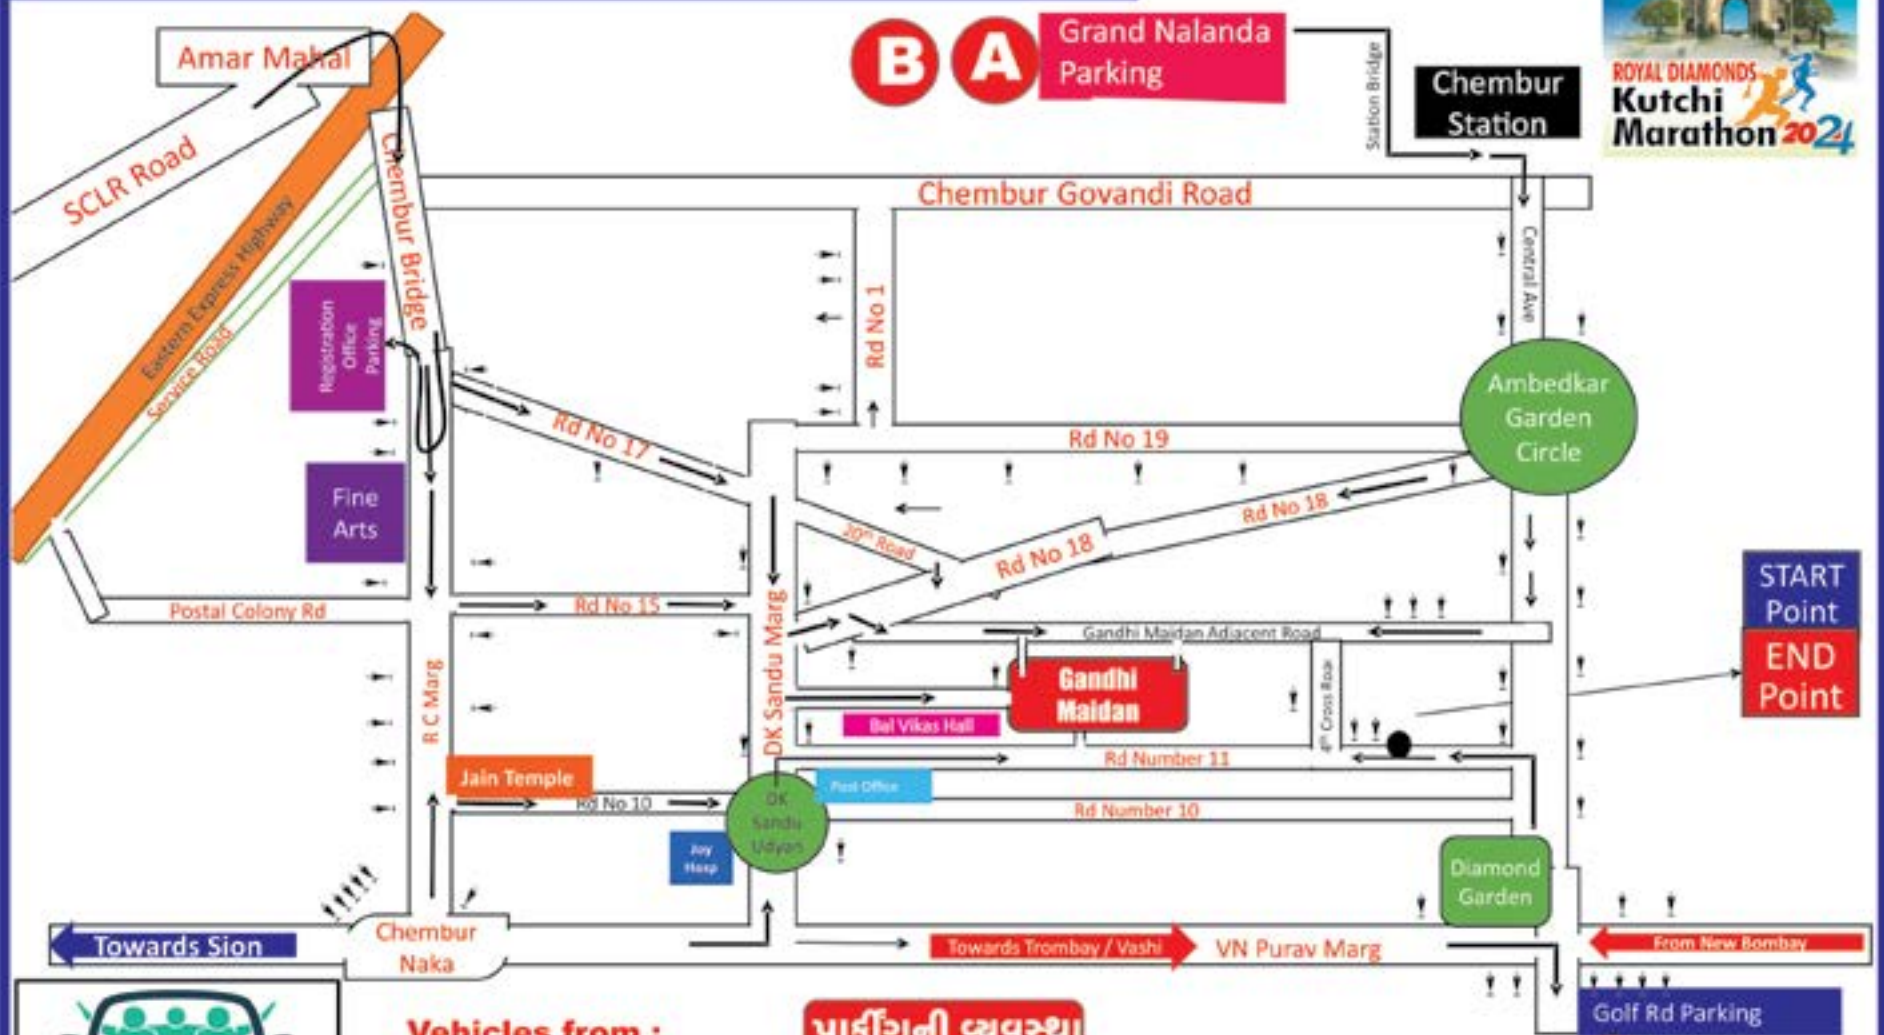 Amar Mahal
SCLR Road
Eastern Express Highway
Service Road
Chembur Bridge
B
A
Grand Nalanda
Parking
Station Bridge
Chembur
Station
ROYAL DIAMONDS
Kutchi
Marathon 2024
Chembur Govandi Road
Central Ave
Rd No 1
Registration
Office
Parking
Ambedkar
Garden
Circle
Rd No 17
Rd No 19
Fine
Arts
20th Road
Rd No 18
Rd No 18
START
Point
END
Point
Postal Colony Rd
Rd No 15
DK Sandu Marg
Gandhi Maidan Adjacent Road
R C Marg
Gandhi
Maidan
4th Cross Road
Bal Vikas Hall
Rd Number 11
Jain Temple
Rd No 10
DK
Sandu
Udyan
Post Office
Rd Number 10
Joy
Hosp
Diamond
Garden
Towards Sion
Chembur
Naka
Towards Trombay / Vashi
VN Purav Marg
From New Bombay
Golf Rd Parking
Vehicles from :
પાર્કીંગની વ્યવસ્થા